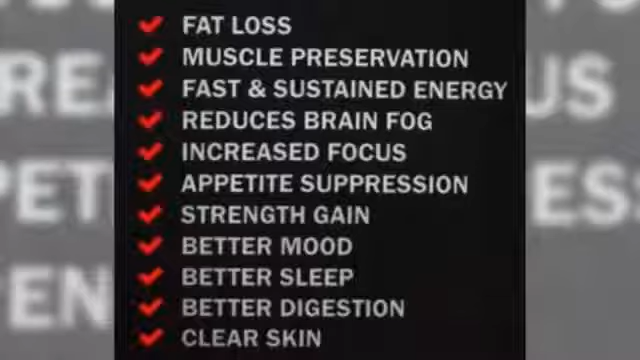 FAT LOSS
MUSCLE PRESERVATION
FAST & SUSTAINED ENERGY
REDUCES BRAIN FOG
INCREASED FOCUS
APPETITE SUPPRESSION
STRENGTH GAIN
BETTER MOOD
BETTER SLEEP
BETTER DIGESTION
CLEAR SKIN